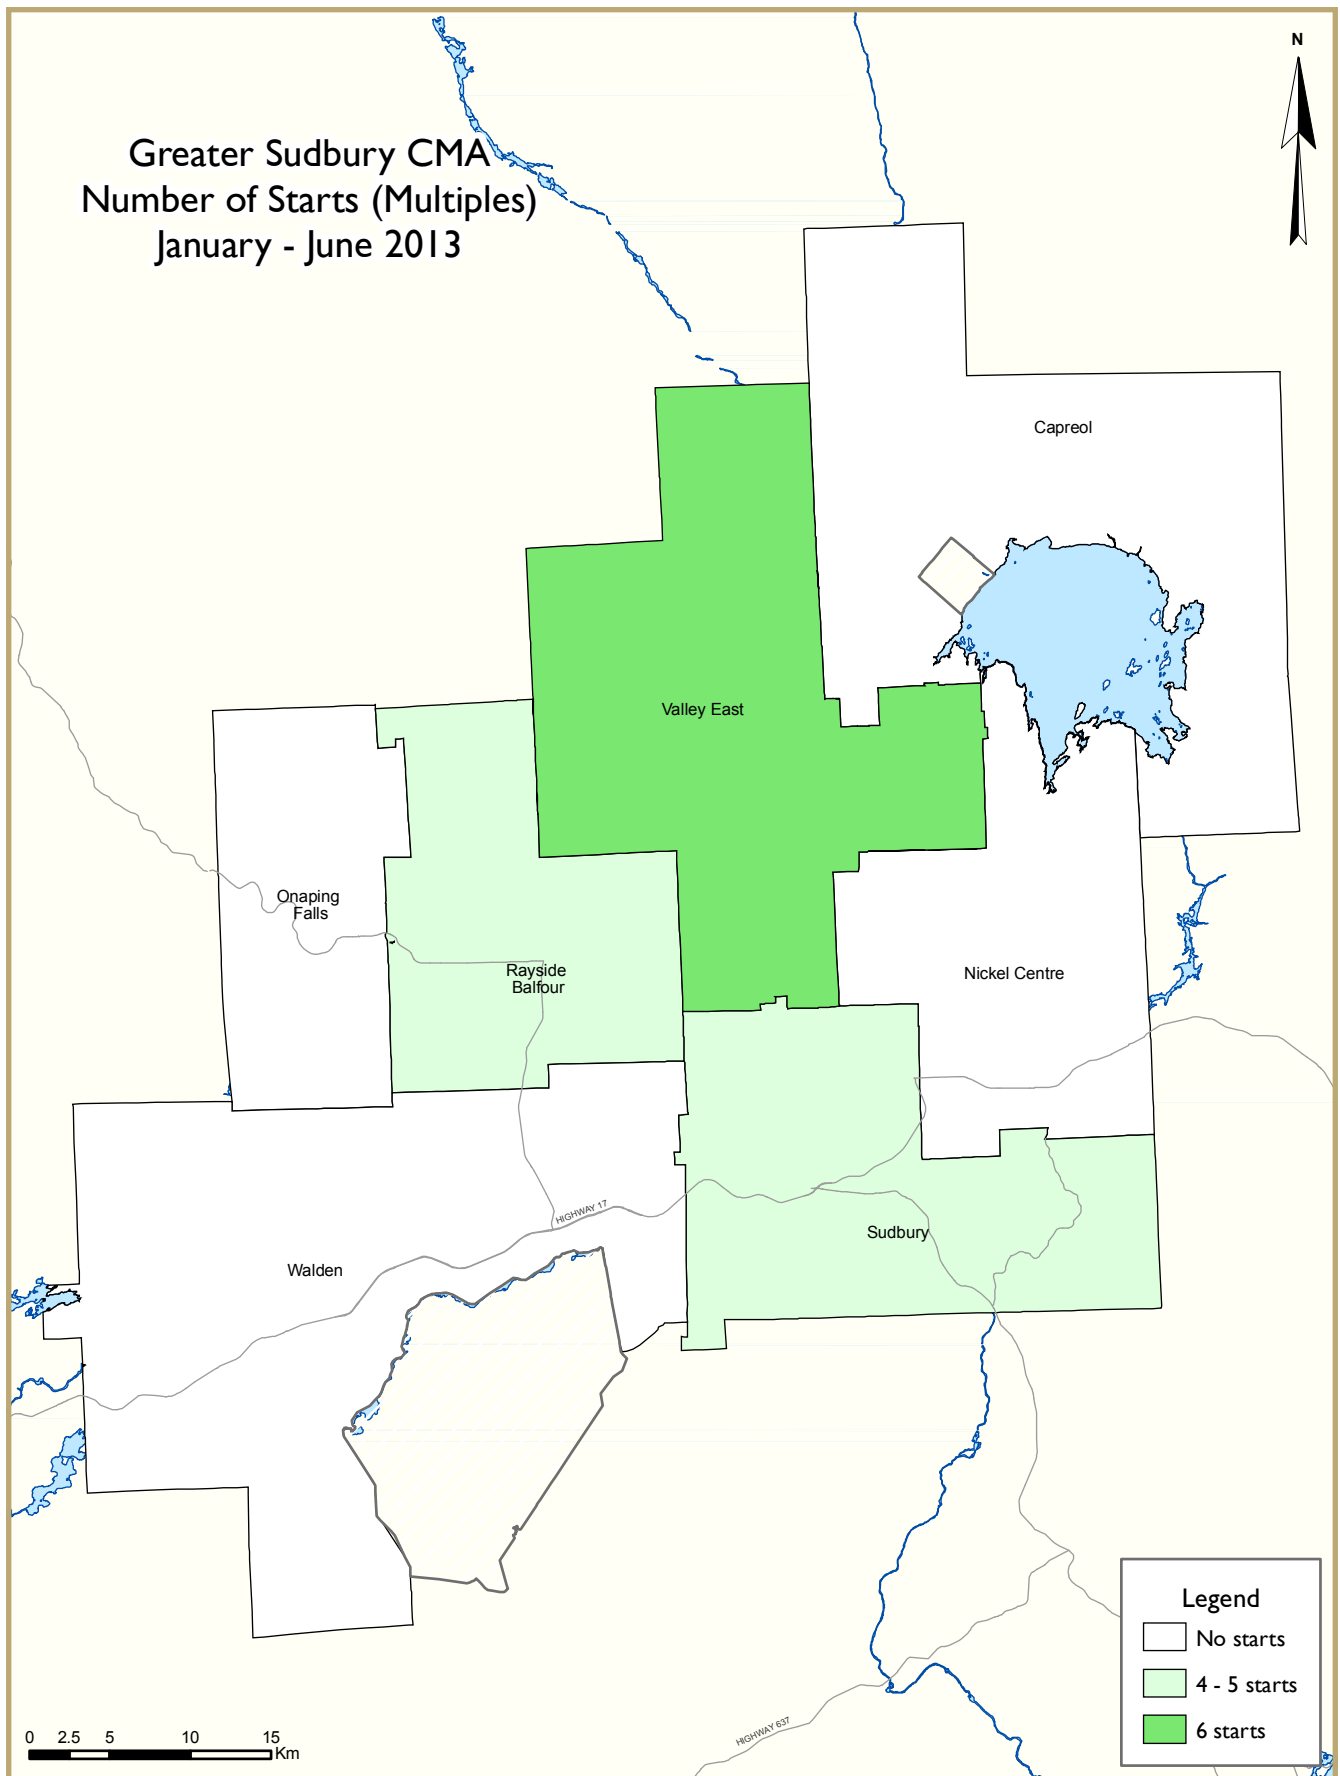 N
Greater Sudbury CMA
Number of Starts (Multiples)
January - June 2013
Capreol
Valley East
Onaping
Falls
Rayside
Balfour
Nickel Centre
HIGHWAY 17
Sudbury
Walden
Legend
No starts
4 - 5 starts
6 starts
HIGHWAY 637
0 2.5 5 10 15
Km